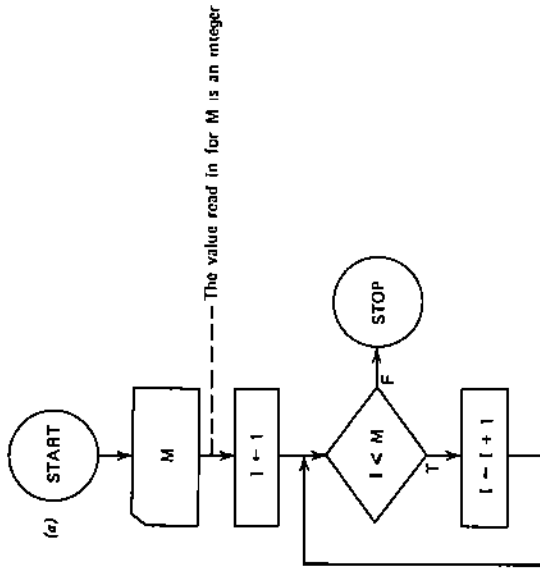 (a)
START
M
The value read in for M is an integer
I ← 1
I < M
F
STOP
T
I ← I + 1